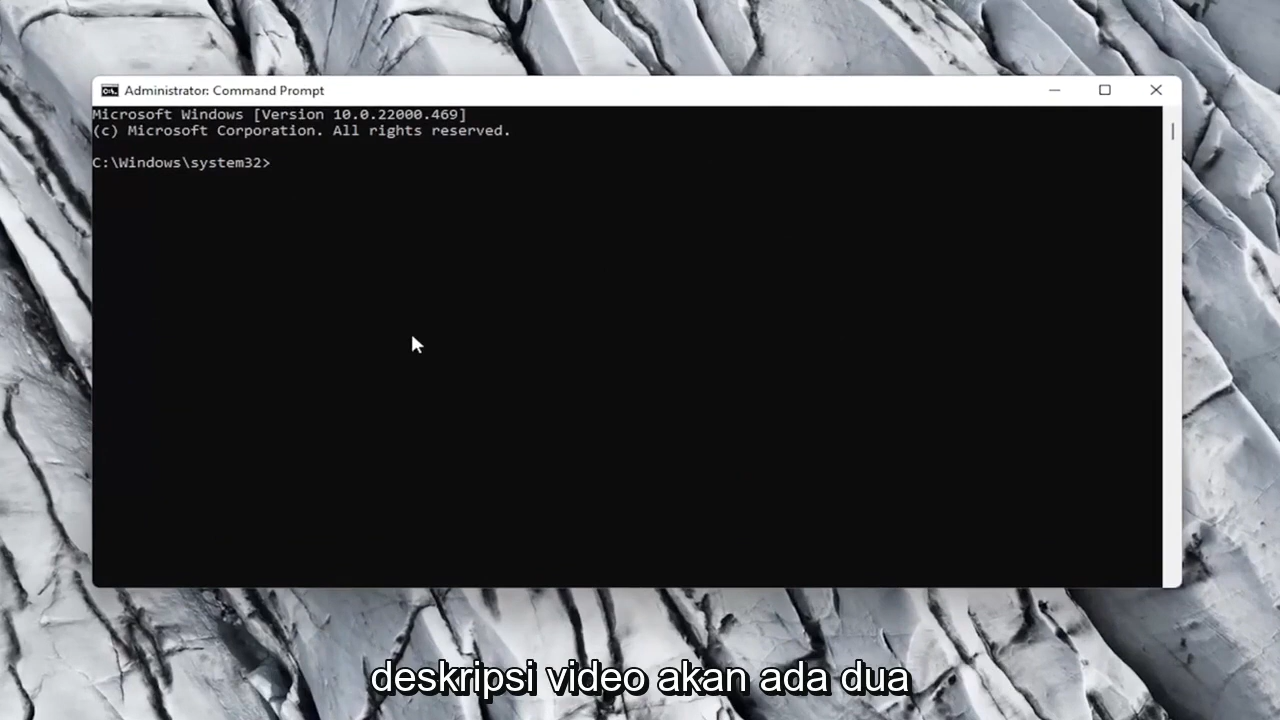 Administrator: Command Prompt
Microsoft Windows [Version 10.0.22000.469]
(c) Microsoft Corporation. All rights reserved.
C:\Windows\system32>
deskripsi video akan ada dua